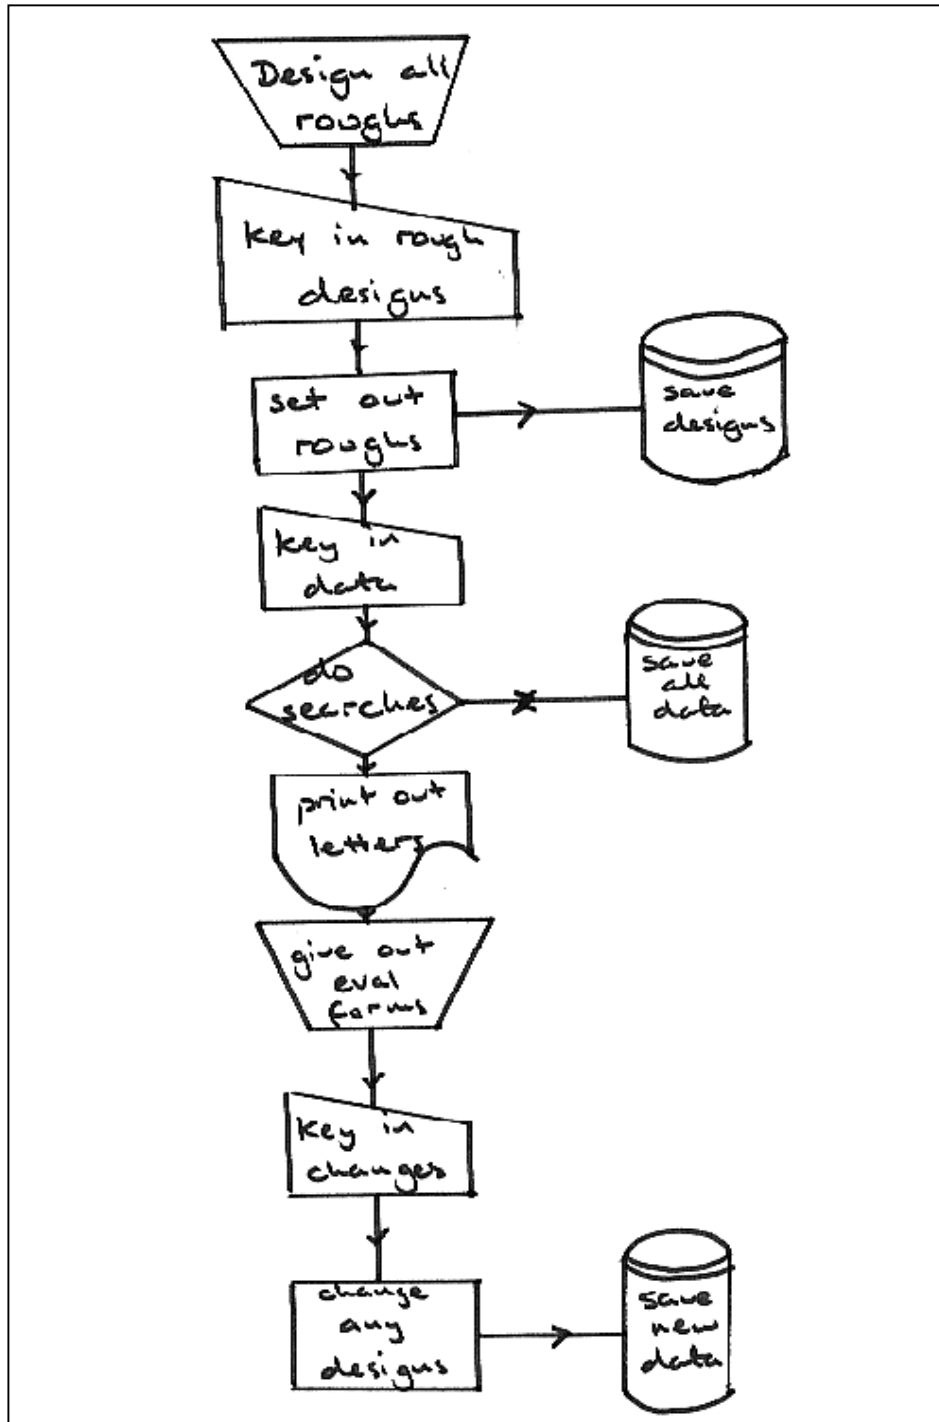 Design all
roughs
key in rough
designs
set out
roughs
save
designs
key in
data
do
searches
save
all
data
print out
letters
give out
eval
forms
key in
changes
change
any
designs
save
new
data